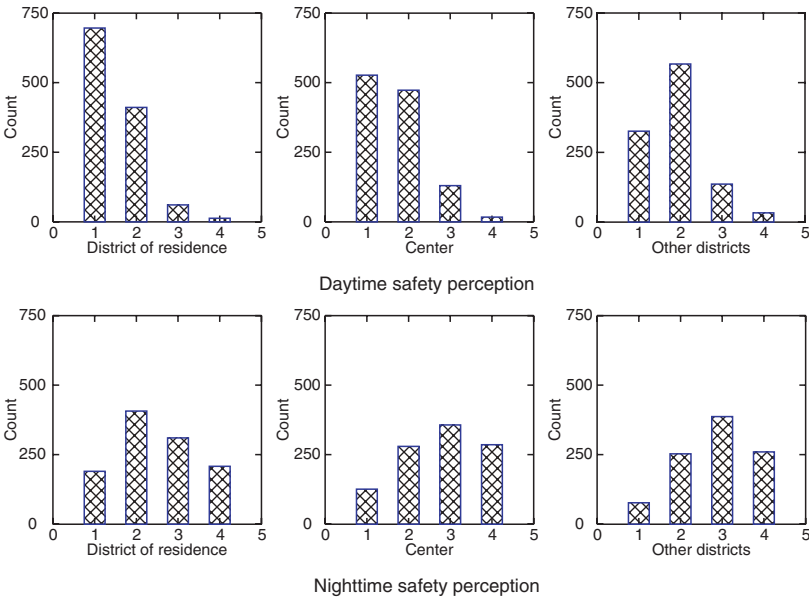 750
500
250
0
Count
0 1 2 3 4 5
District of residence
750
500
250
0
Count
0 1 2 3 4 5
Center
750
500
250
0
Count
0 1 2 3 4 5
Other districts
Daytime safety perception
750
500
250
0
Count
0 1 2 3 4 5
District of residence
750
500
250
0
Count
0 1 2 3 4 5
Center
750
500
250
0
Count
0 1 2 3 4 5
Other districts
Nighttime safety perception